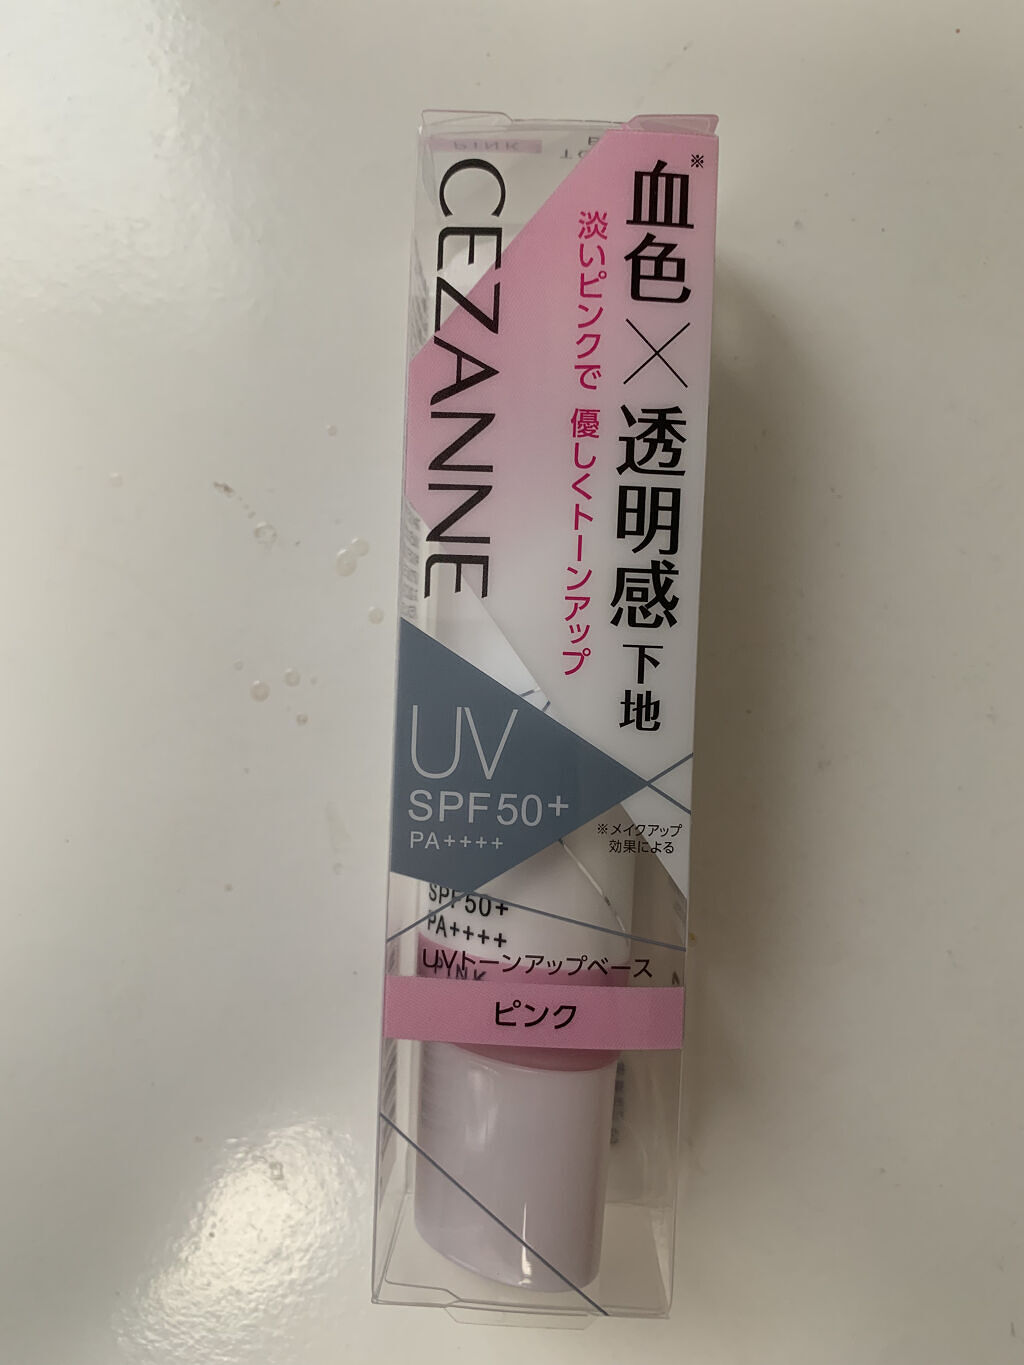 ※
血色×透明感下地
淡いピンクで 優しくトーンアップ
CEZANNE
UV
SPF50+
PA++++
※メイクアップ
効果による
SPF50+
PA++++
PINK
UVトーンアップベース
ピンク
PINK